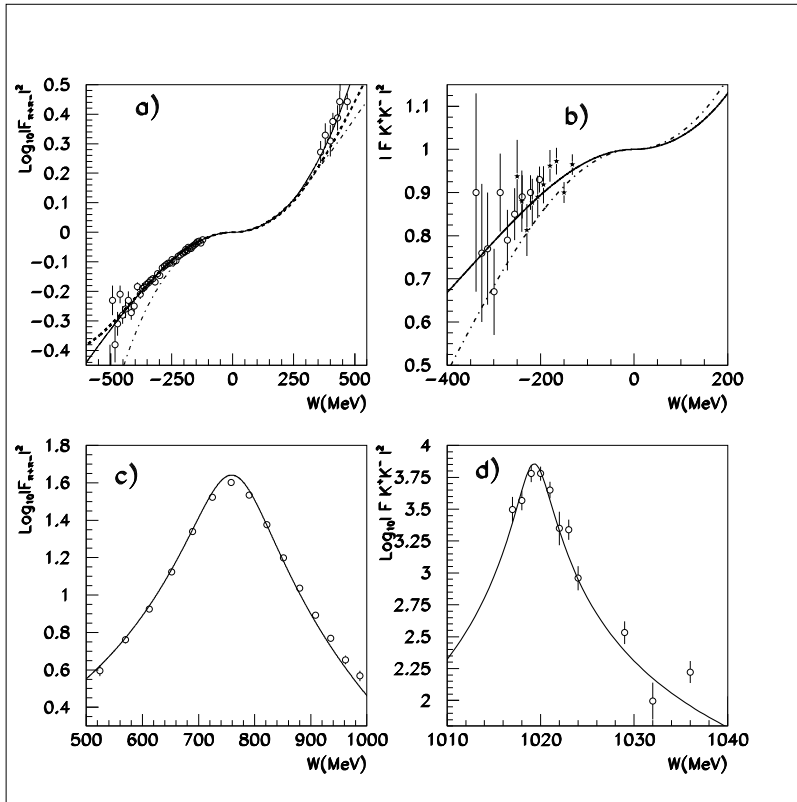 a)
Log₁₀|F π+π−|²
0.5
0.4
0.3
0.2
0.1
0
−0.1
−0.2
−0.3
−0.4
−500 −250 0 250 500
W(MeV)
b)
| F K⁺K⁻ |²
1.1
1
0.9
0.8
0.7
0.6
0.5
−400 −200 0 200
W(MeV)
c)
Log₁₀|F π+π−|²
1.8
1.6
1.4
1.2
1
0.8
0.6
0.4
500 600 700 800 900 1000
W(MeV)
d)
Log₁₀| F K⁺K⁻ |²
4
3.75
3.5
3.25
3
2.75
2.5
2.25
2
1010 1020 1030 1040
W(MeV)